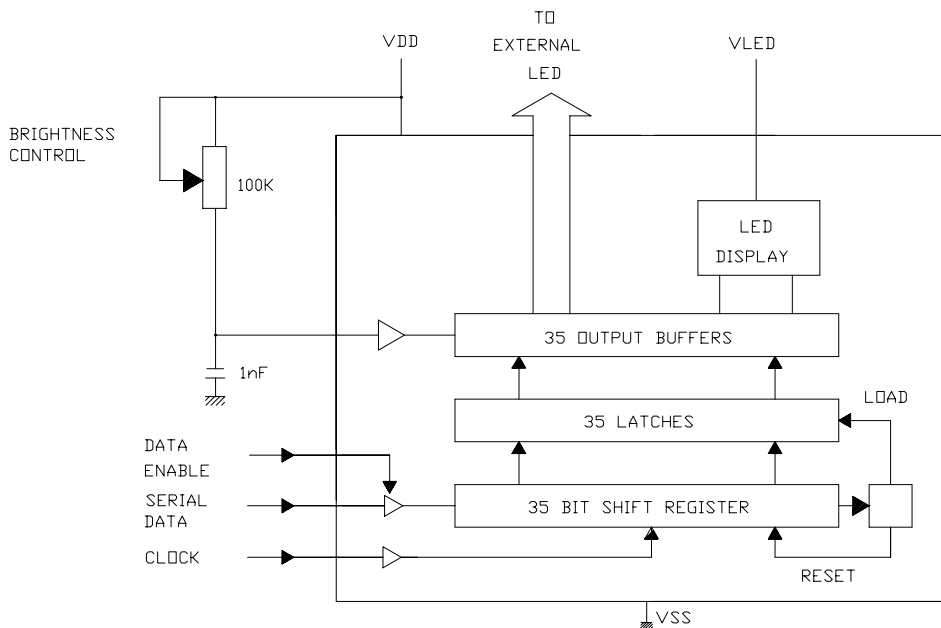 TO
EXTERNAL
LED
VDD
VLED
BRIGHTNESS
CONTROL
100K
LED
DISPLAY
35 OUTPUT BUFFERS
1nF
LOAD
35 LATCHES
DATA
ENABLE
SERIAL
DATA
35 BIT SHIFT REGISTER
CLOCK
RESET
VSS